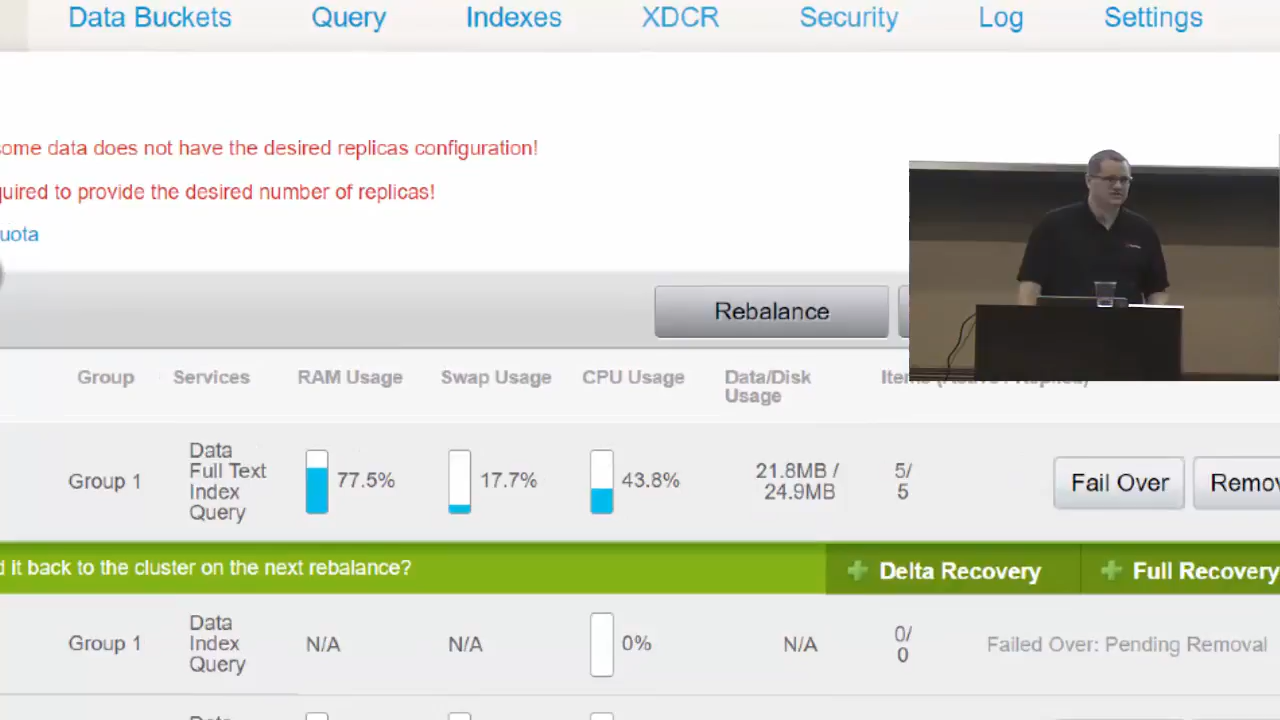 Data Buckets Query Indexes XDCR Security Log Settings
some data does not have the desired replicas configuration!
quired to provide the desired number of replicas!
uota
Rebalance
Group Services RAM Usage Swap Usage CPU Usage Data/Disk Usage
Group 1 Data Full Text Index Query 77.5% 17.7% 43.8% 21.8MB / 24.9MB 5/ 5 Fail Over Remov
d it back to the cluster on the next rebalance? Delta Recovery Full Recovery
Group 1 Data Index Query N/A N/A 0% N/A 0/ 0 Failed Over: Pending Removal